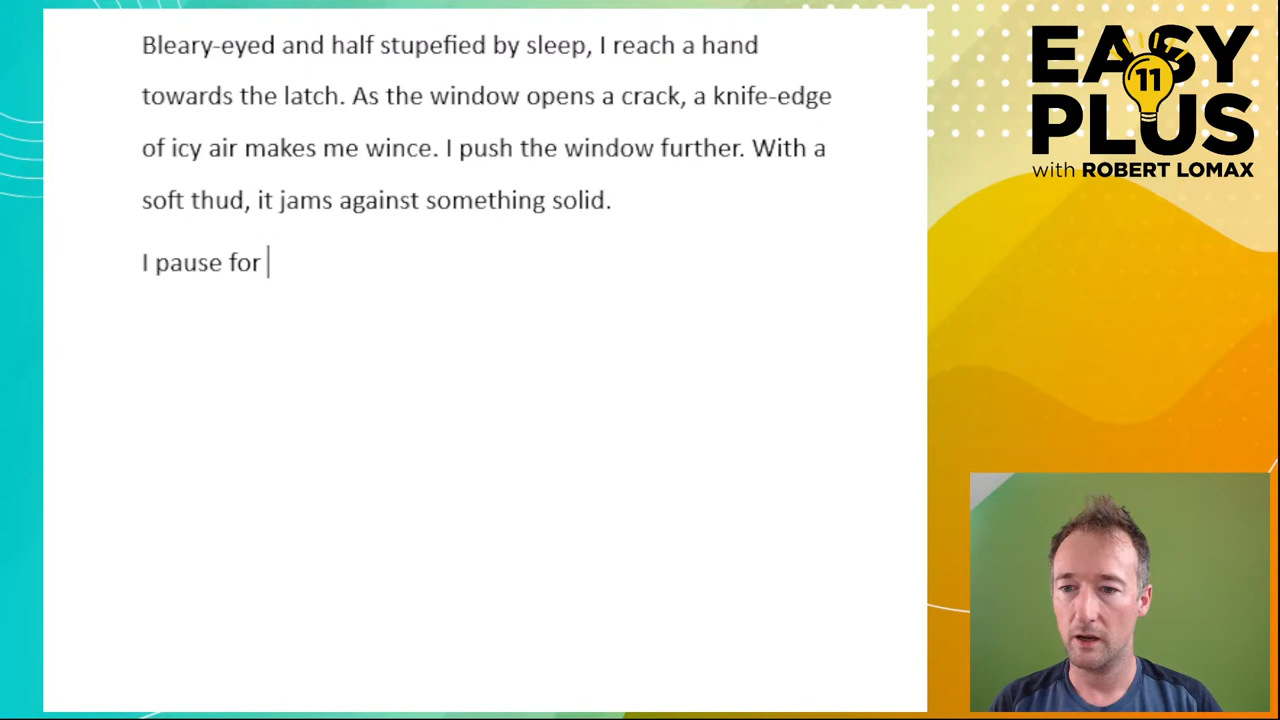 Bleary-eyed and half stupefied by sleep, I reach a hand
towards the latch. As the window opens a crack, a knife-edge
of icy air makes me wince. I push the window further. With a
soft thud, it jams against something solid.
I pause for
EASY
11
PLUS
with ROBERT LOMAX